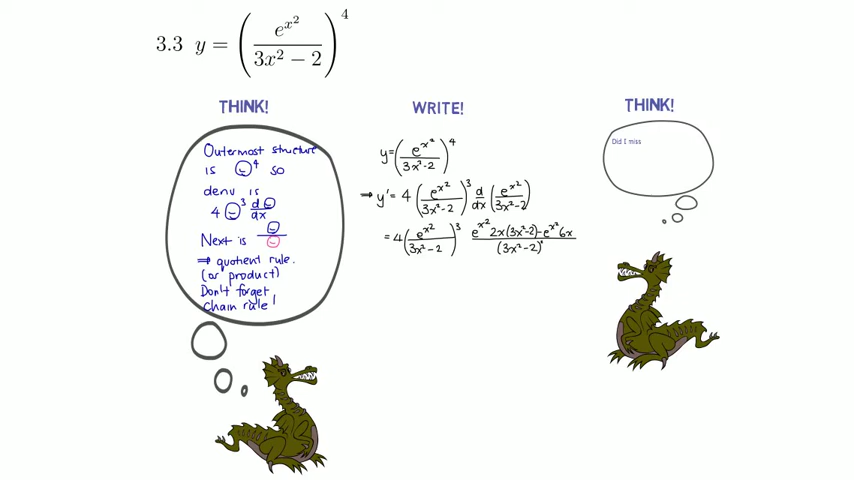 3.3 y = (e^{x^2} / (3x^2 − 2))^4
THINK!
Outermost structure
is ☺^4 so
deriv is
4 ☺^3 d☺/dx
Next is ☺/☺
⇒ quotient rule.
(or product)
Don't forget
chain rule!
WRITE!
y = (e^{x^2} / (3x^2-2))^4
⇒ y' = 4 (e^{x^2} / (3x^2-2))^3 d/dx (e^{x^2} / (3x^2-2))
= 4 (e^{x^2} / (3x^2-2))^3 (e^{x^2} 2x(3x^2-2) - e^{x^2} 6x) / (3x^2-2)^2
THINK!
Did I miss